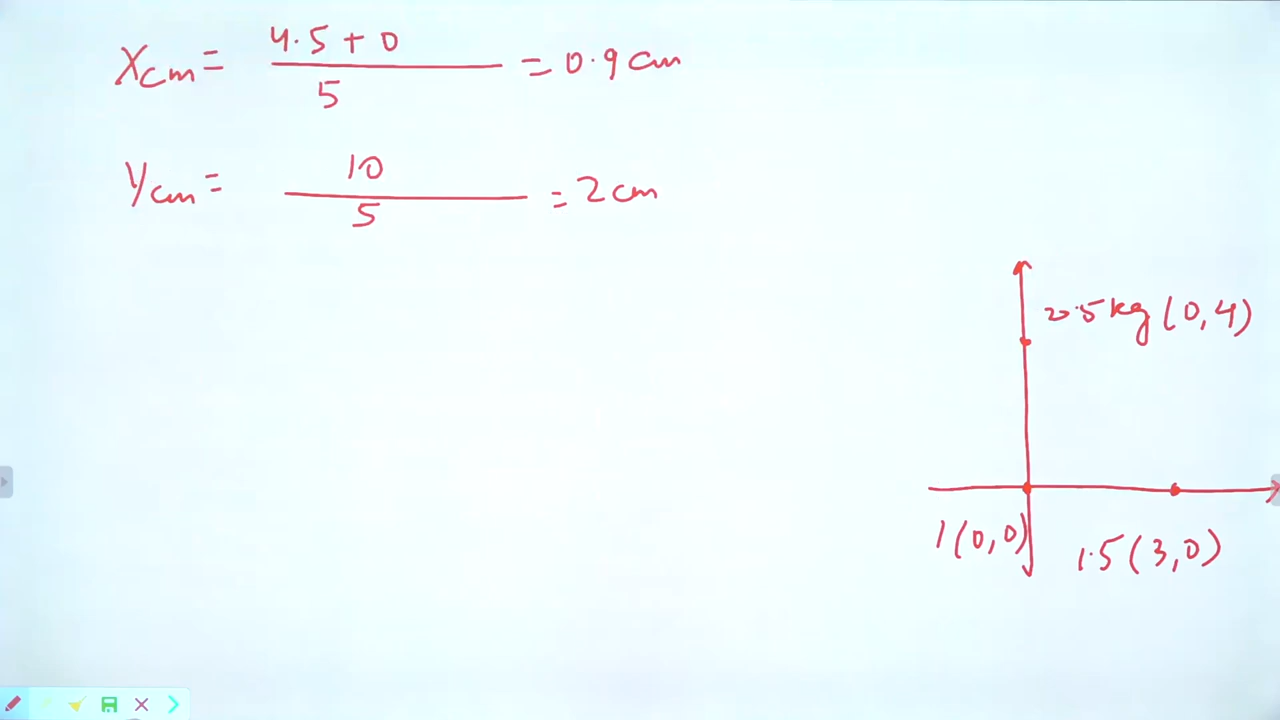 Xcm = 4.5 + 0 / 5 = 0.9 cm
Ycm = 10 / 5 = 2 cm
2.5 kg (0, 4)
1 (0, 0)
1.5 (3, 0)